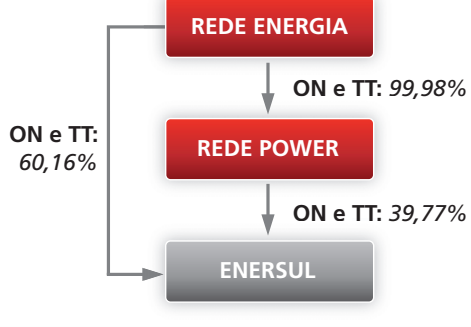 REDE ENERGIA
ON e TT: 99,98%
ON e TT:
60,16%
REDE POWER
ON e TT: 39,77%
ENERSUL